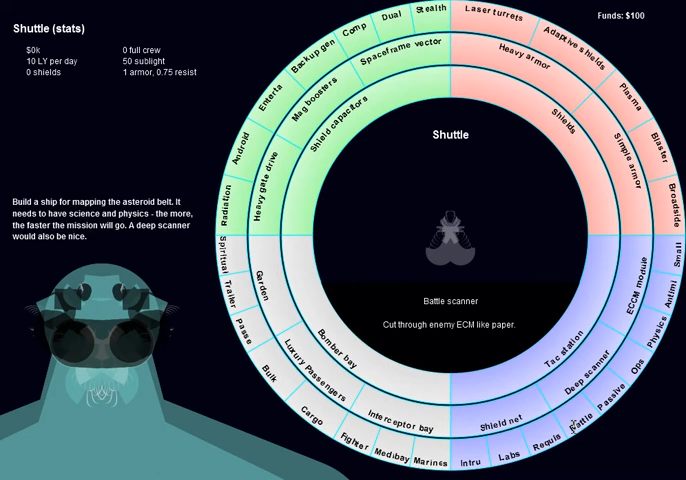 Shuttle (stats)
Funds: $100
$0k
0 full crew
10 LY per day
50 sublight
0 shields
1 armor, 0.75 resist
Build a ship for mapping the asteroid belt. It
needs to have science and physics - the more,
the faster the mission will go. A deep scanner
would also be nice.
Shuttle
Battle scanner
Cut through enemy ECM like paper.
Laser turrets
Adaptive shields
Plasma
Blaster
Broadside
Small
Antimi
Physics
Ops
Passive
Battle
Requis
Labs
Intru
Marines
Medibay
Fighter
Cargo
Bulk
Passe
Trailer
Spiritual
Radiation
Android
Enterta
Backup gen
Comp
Dual
Stealth
Heavy armor
Simple armor
ECCM module
Deep scanner
Shield net
Interceptor bay
Luxury Passengers
Garden
Heavy gate drive
Mag boosters
Spaceframe vector
Shields
Tac station
Bomber bay
Shield capacitors